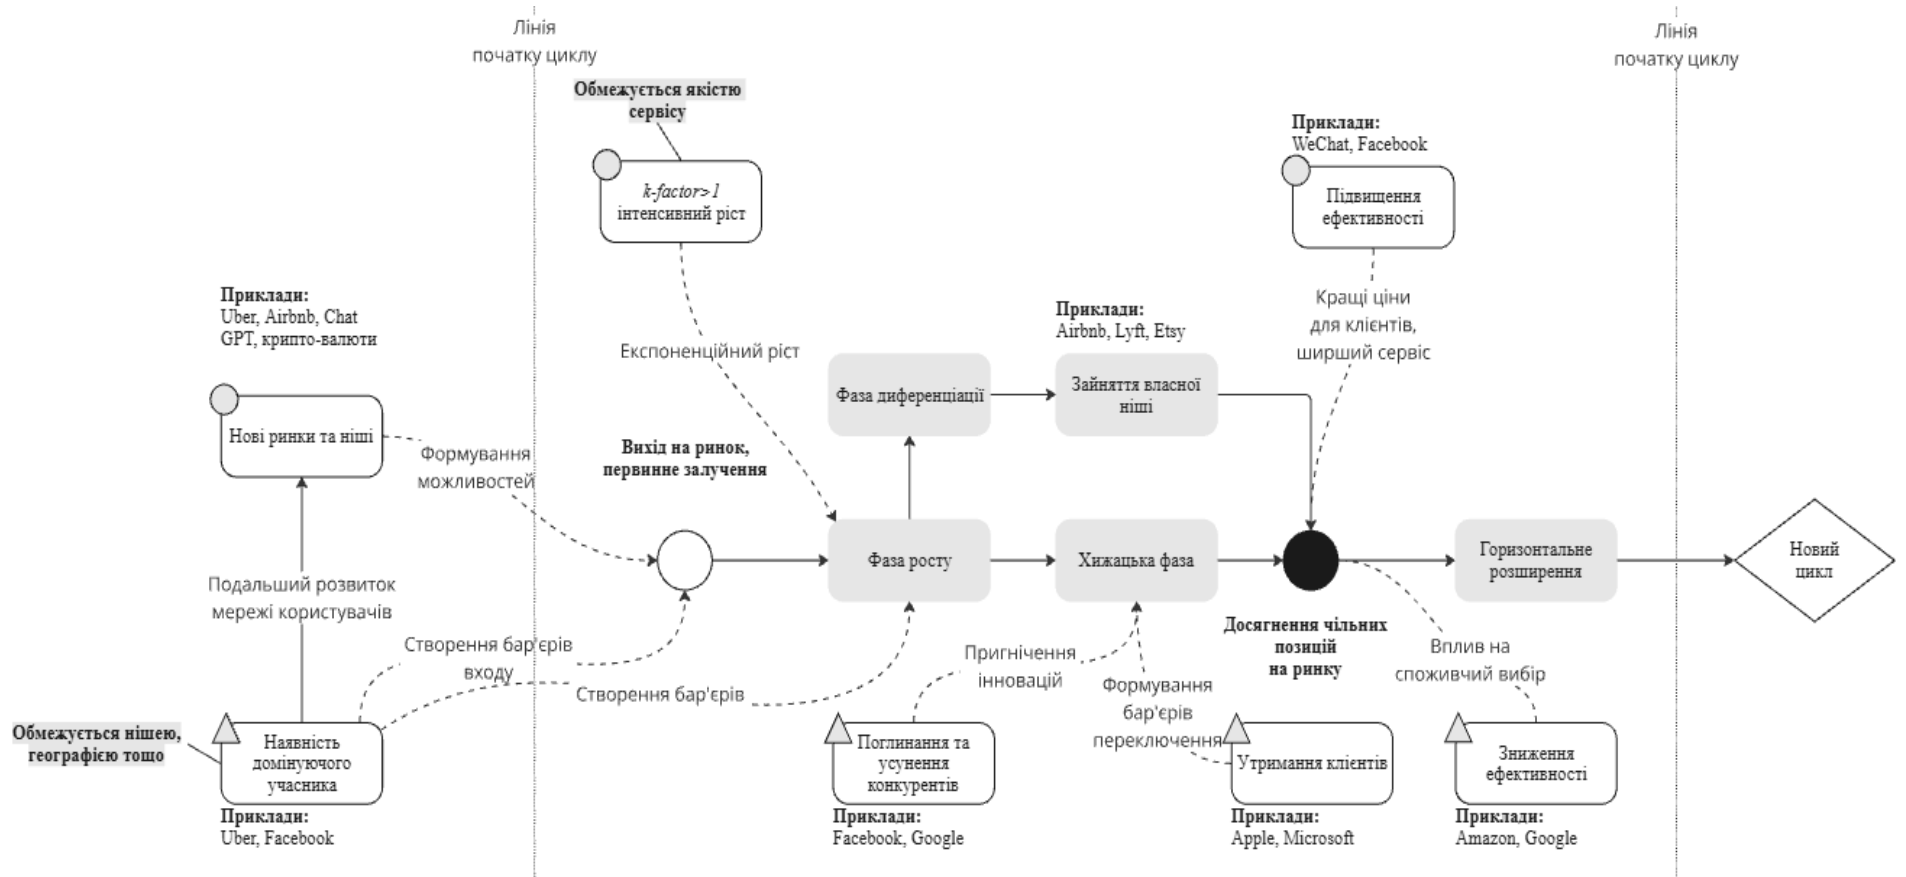 Лінія
початку циклу
Лінія
початку циклу
Обмежується якістю
сервісу
k-factor>1
інтенсивний ріст
Приклади:
WeChat, Facebook
Підвищення
ефективності
Приклади:
Uber, Airbnb, Chat
GPT, крипто-валюти
Експоненційний ріст
Приклади:
Airbnb, Lyft, Etsy
Кращі ціни
для клієнтів,
ширший сервіс
Фаза диференціації
Зайняття власної
ніші
Нові ринки та ніші
Формування
можливостей
Вихід на ринок,
первинне залучення
Фаза росту
Хижацька фаза
Горизонтальне
розширення
Новий
цикл
Подальший розвиток
мережі користувачів
Створення бар'єрів
входу
Створення бар'єрів
Пригнічення
інновацій
Формування
бар'єрів
переключення
Досягнення чільних
позицій
на ринку
Вплив на
споживчий вибір
Обмежується нішею,
географією тощо
Наявність
домінуючого
учасника
Приклади:
Uber, Facebook
Поглинання та
усунення
конкурентів
Приклади:
Facebook, Google
Утримання клієнтів
Приклади:
Apple, Microsoft
Зниження
ефективності
Приклади:
Amazon, Google